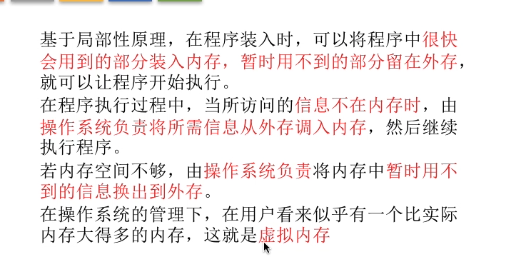 基于局部性原理，在程序装入时，可以将程序中很快
会用到的部分装入内存，暂时用不到的部分留在外存，
就可以让程序开始执行。
在程序执行过程中，当所访问的信息不在内存时，由
操作系统负责将所需信息从外存调入内存，然后继续
执行程序。
若内存空间不够，由操作系统负责将内存中暂时用不
到的信息换出到外存。
在操作系统的管理下，在用户看来似乎有一个比实际
内存大得多的内存，这就是虚拟内存